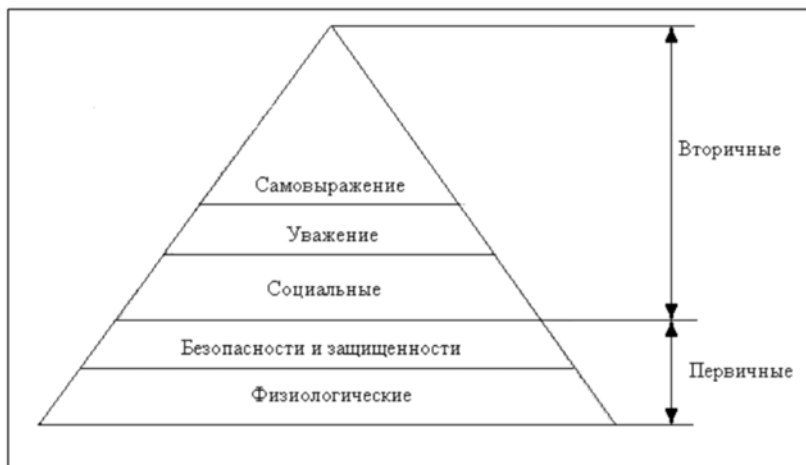 Вторичные
Самовыражение
Уважение
Социальные
Безопасности и защищенности
Первичные
Физиологические